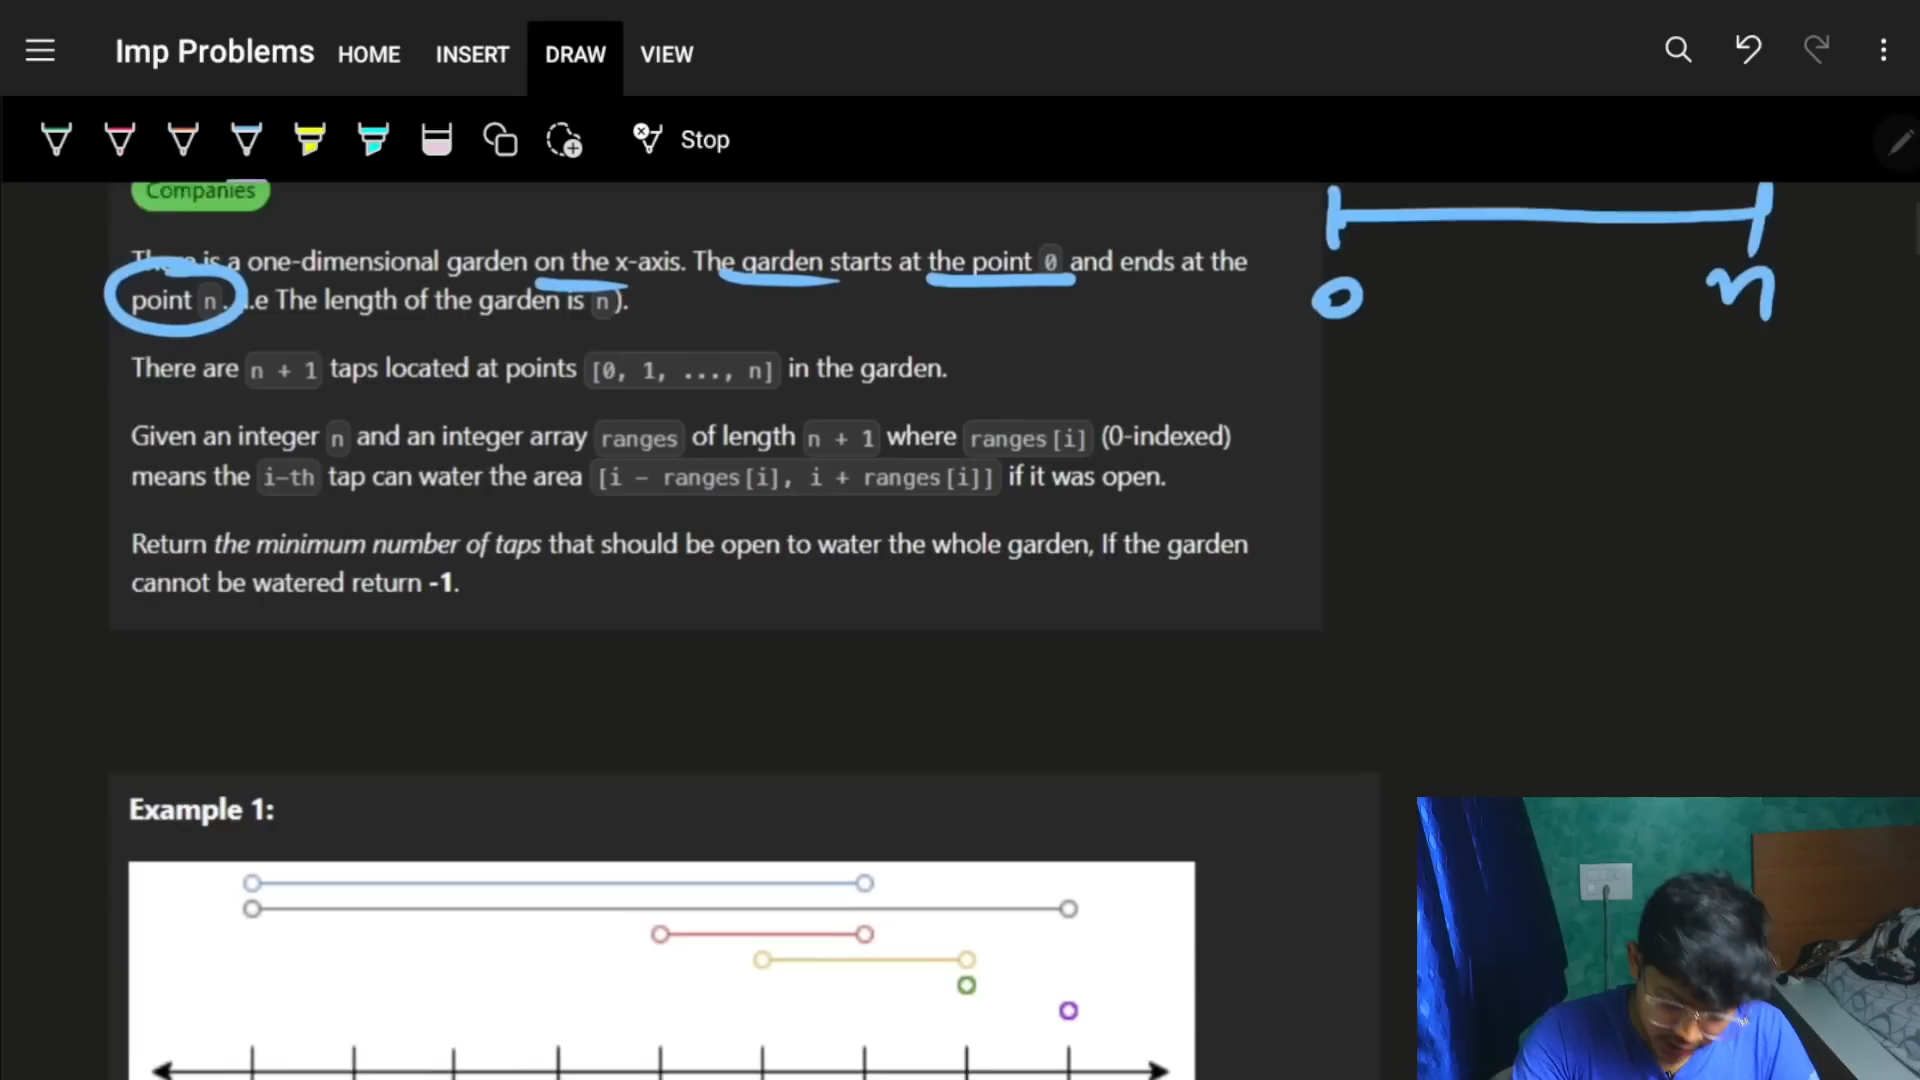 Imp Problems HOME INSERT DRAW VIEW
Stop
Companies
There is a one-dimensional garden on the x-axis. The garden starts at the point 0 and ends at the
point n. .e The length of the garden is n).
0 n
There are n + 1 taps located at points [0, 1, ..., n] in the garden.
Given an integer n and an integer array ranges of length n + 1 where ranges[i] (0-indexed)
means the i-th tap can water the area [i - ranges[i], i + ranges[i]] if it was open.
Return the minimum number of taps that should be open to water the whole garden, If the garden
cannot be watered return -1.
Example 1: